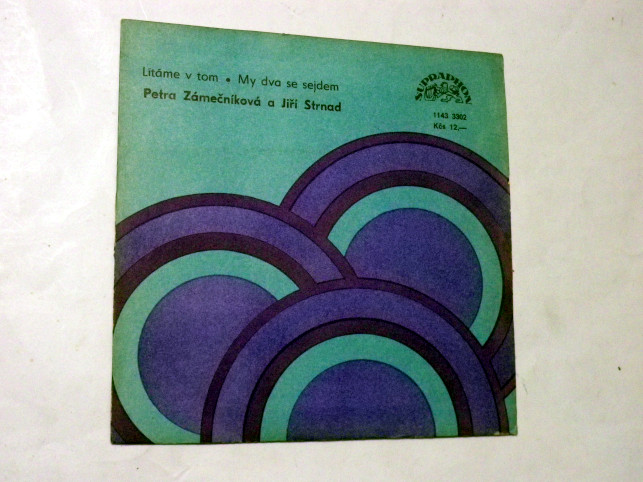 Litáme v tom • My dva se sejdem
Petra Zámečníková a Jiří Strnad
SUPRAPHON
1143 3302
Kčs 12,—